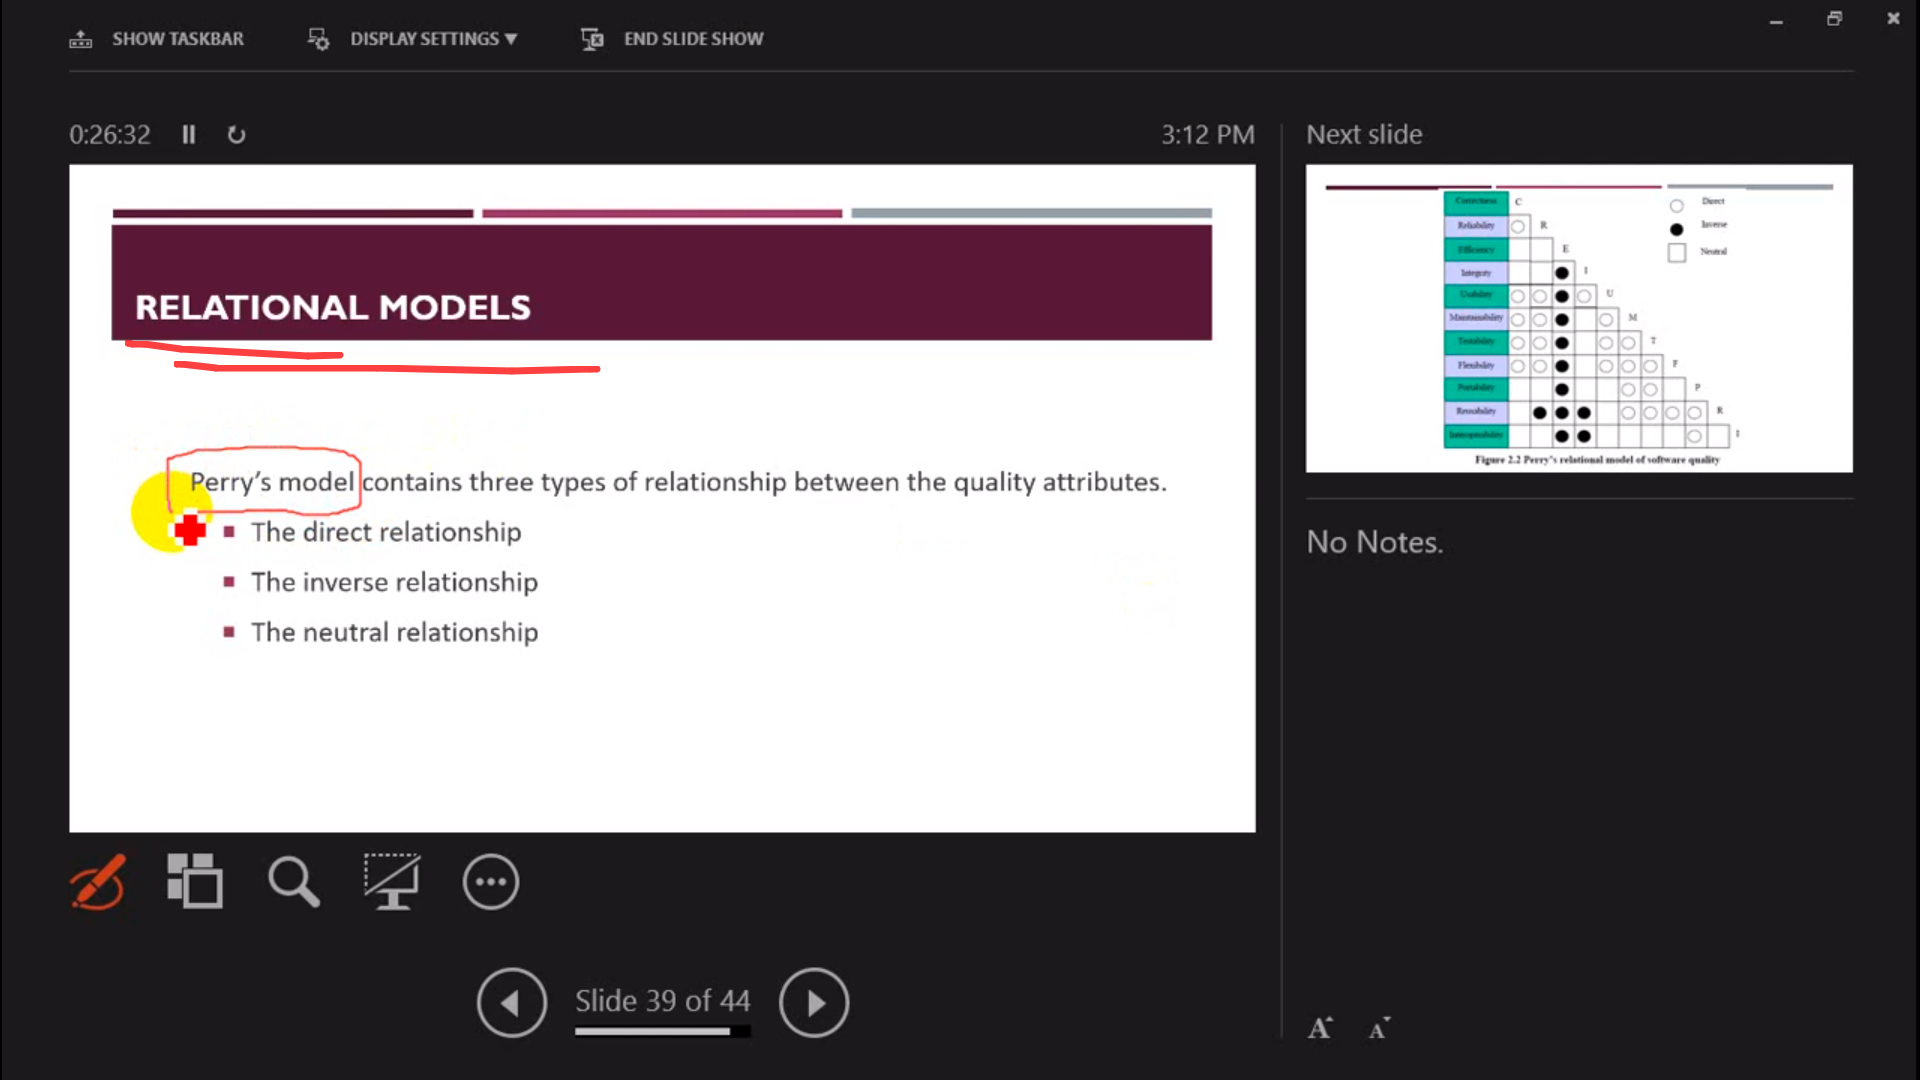 SHOW TASKBAR DISPLAY SETTINGS ▼ END SLIDE SHOW
0:26:32 3:12 PM
RELATIONAL MODELS
Perry’s model contains three types of relationship between the quality attributes.
The direct relationship
The inverse relationship
The neutral relationship
Slide 39 of 44
Next slide
Correctness C Direct
Reliability R Inverse
Efficiency E Neutral
Integrity I
Usability U
Maintainability M
Testability T
Flexibility F
Portability P
Reusability R
Interoperability I
Figure 2.2 Perry’s relational model of software quality
No Notes.
A A